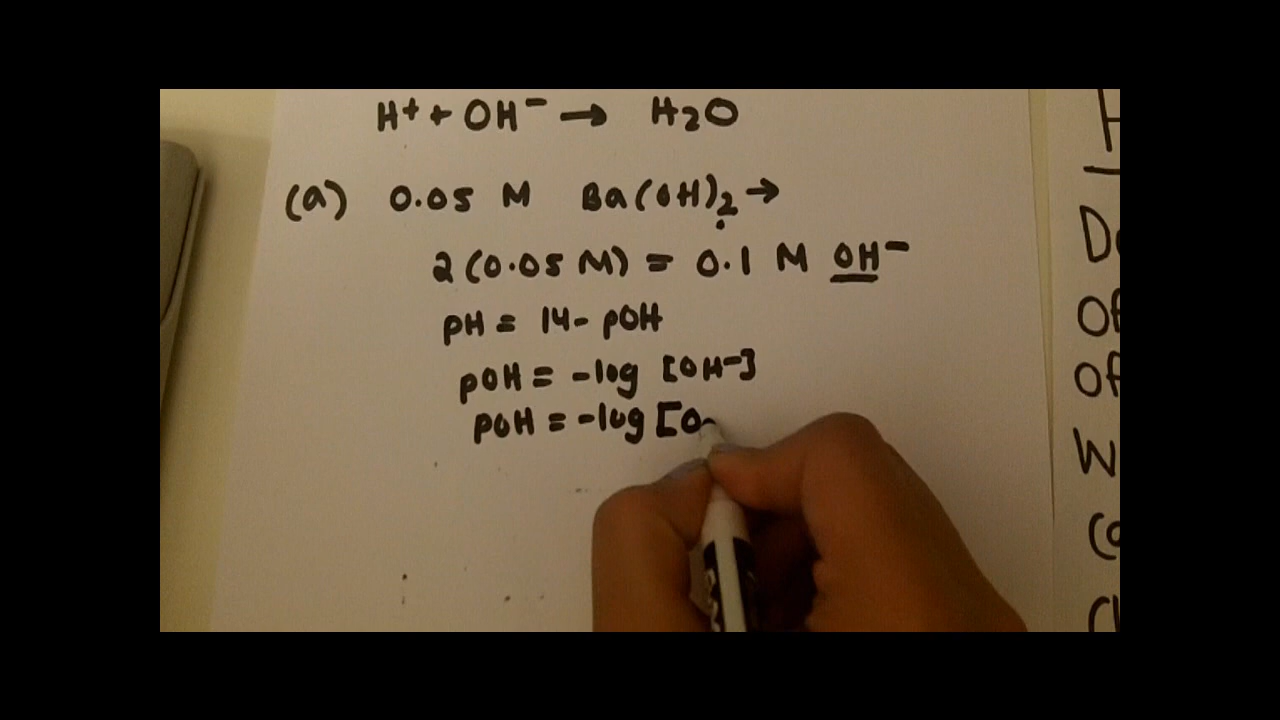 H⁺ + OH⁻ → H₂O
(a) 0.05 M Ba(OH)₂ →
2(0.05 M) = 0.1 M OH⁻
pH = 14 - pOH
pOH = -log [OH⁻]
pOH = -log [0.